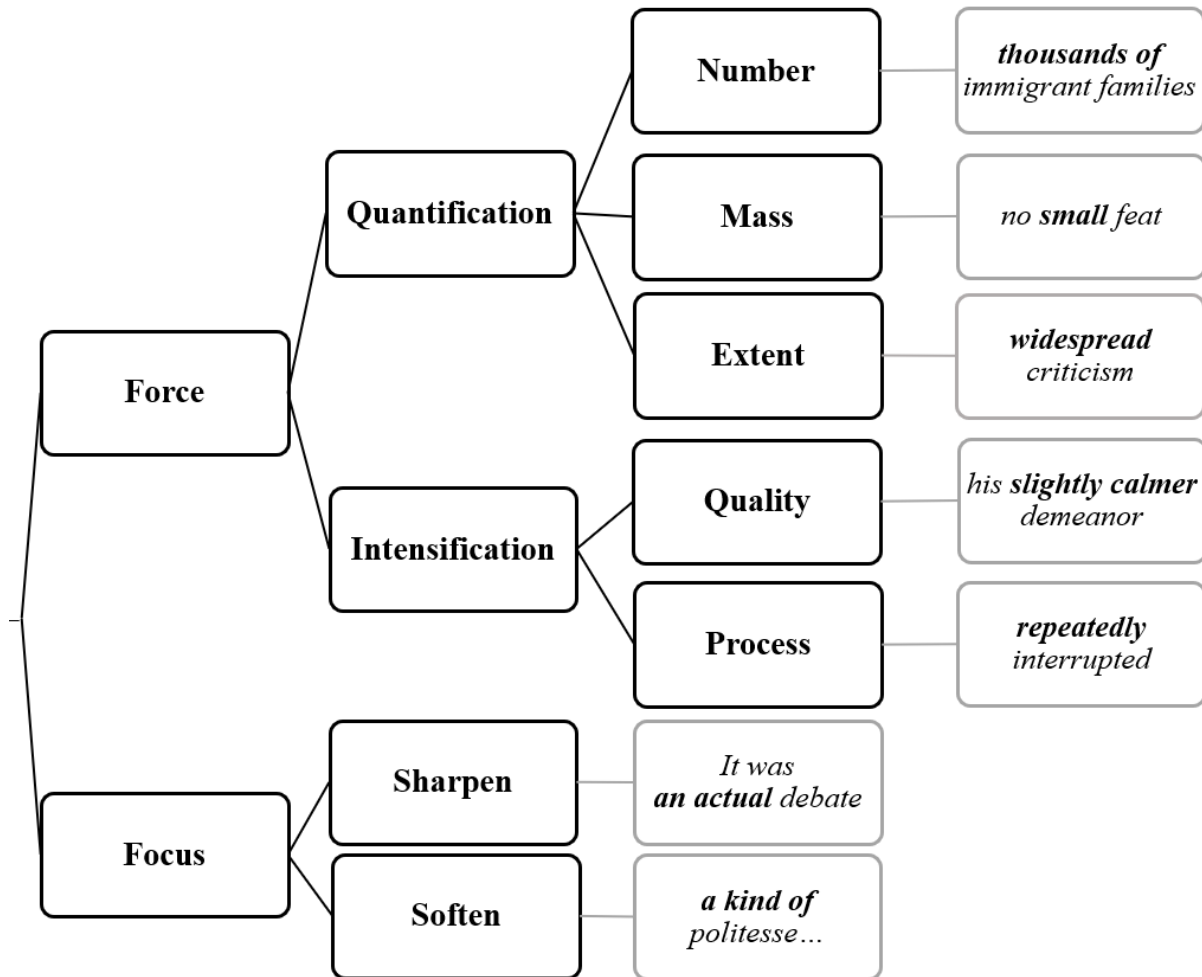 Number
thousands of
immigrant families
Quantification
Mass
no small feat
Extent
widespread
criticism
Force
Intensification
Quality
his slightly calmer
demeanor
Process
repeatedly
interrupted
Focus
Sharpen
It was
an actual debate
Soften
a kind of
politesse…